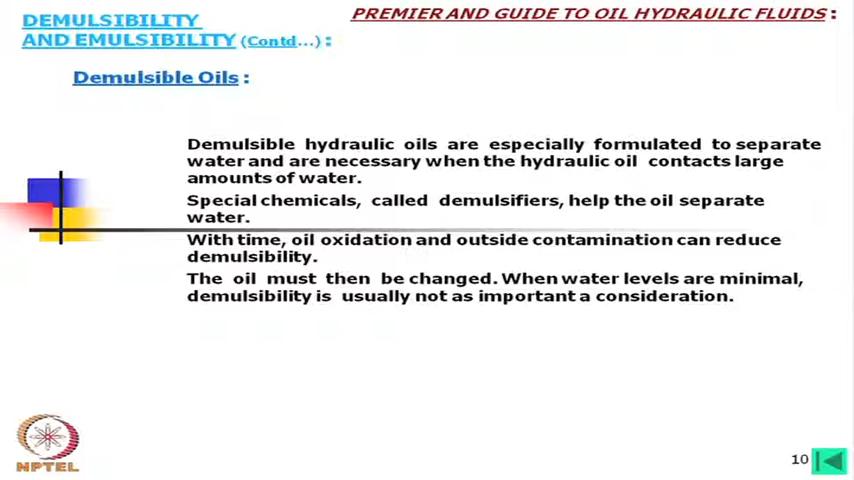 DEMULSIBILITY
AND EMULSIBILITY (Contd...) :
PREMIER AND GUIDE TO OIL HYDRAULIC FLUIDS :
Demulsible Oils :
Demulsible hydraulic oils are especially formulated to separate
water and are necessary when the hydraulic oil contacts large
amounts of water.
Special chemicals, called demulsifiers, help the oil separate
water.
With time, oil oxidation and outside contamination can reduce
demulsibility.
The oil must then be changed. When water levels are minimal,
demulsibility is usually not as important a consideration.
NPTEL
10